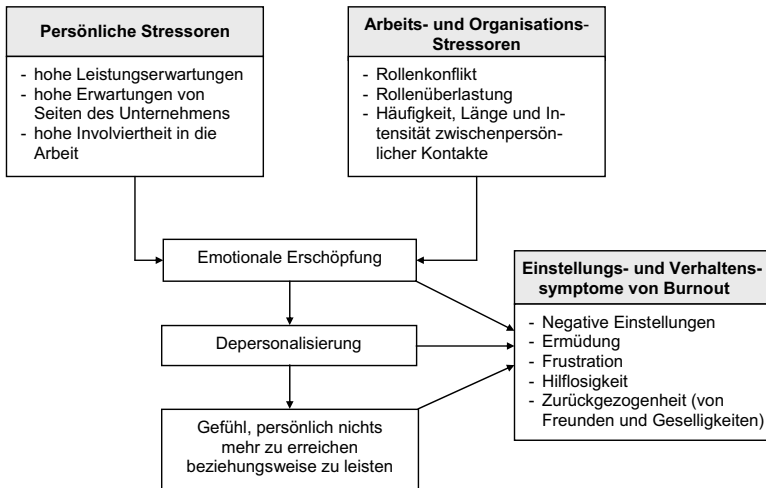 Persönliche Stressoren
- hohe Leistungserwartungen
- hohe Erwartungen von
Seiten des Unternehmens
- hohe Involviertheit in die
Arbeit
Arbeits- und Organisations-
Stressoren
- Rollenkonflikt
- Rollenüberlastung
- Häufigkeit, Länge und In-
tensität zwischenpersön-
licher Kontakte
Emotionale Erschöpfung
Depersonalisierung
Gefühl, persönlich nichts
mehr zu erreichen
beziehungsweise zu leisten
Einstellungs- und Verhaltens-
symptome von Burnout
- Negative Einstellungen
- Ermüdung
- Frustration
- Hilflosigkeit
- Zurückgezogenheit (von
Freunden und Geselligkeiten)